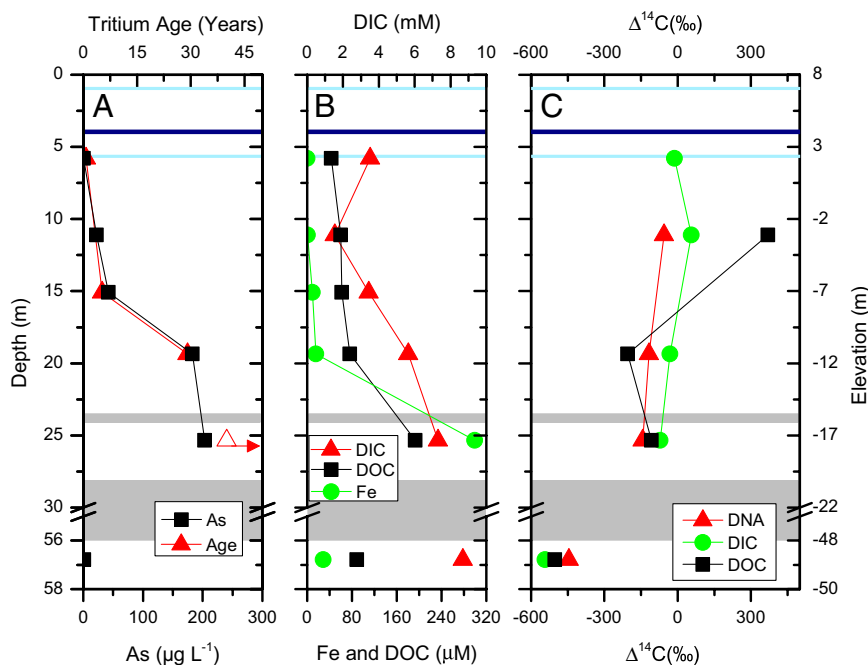 Tritium Age (Years)
DIC (mM)
Δ¹⁴C(‰)
0 15 30 45
0 2 4 6 8 10
-600 -300 0 300
0 5 10 15 20 25 30 56 58
Depth (m)
A
B
C
8 3 -2 -7 -12 -17 -22 -48 -50
Elevation (m)
As
Age
DIC
DOC
Fe
DNA
DIC
DOC
0 100 200 300
0 80 160 240 320
-600 -300 0 300
As (µg L⁻¹)
Fe and DOC (µM)
Δ¹⁴C(‰)